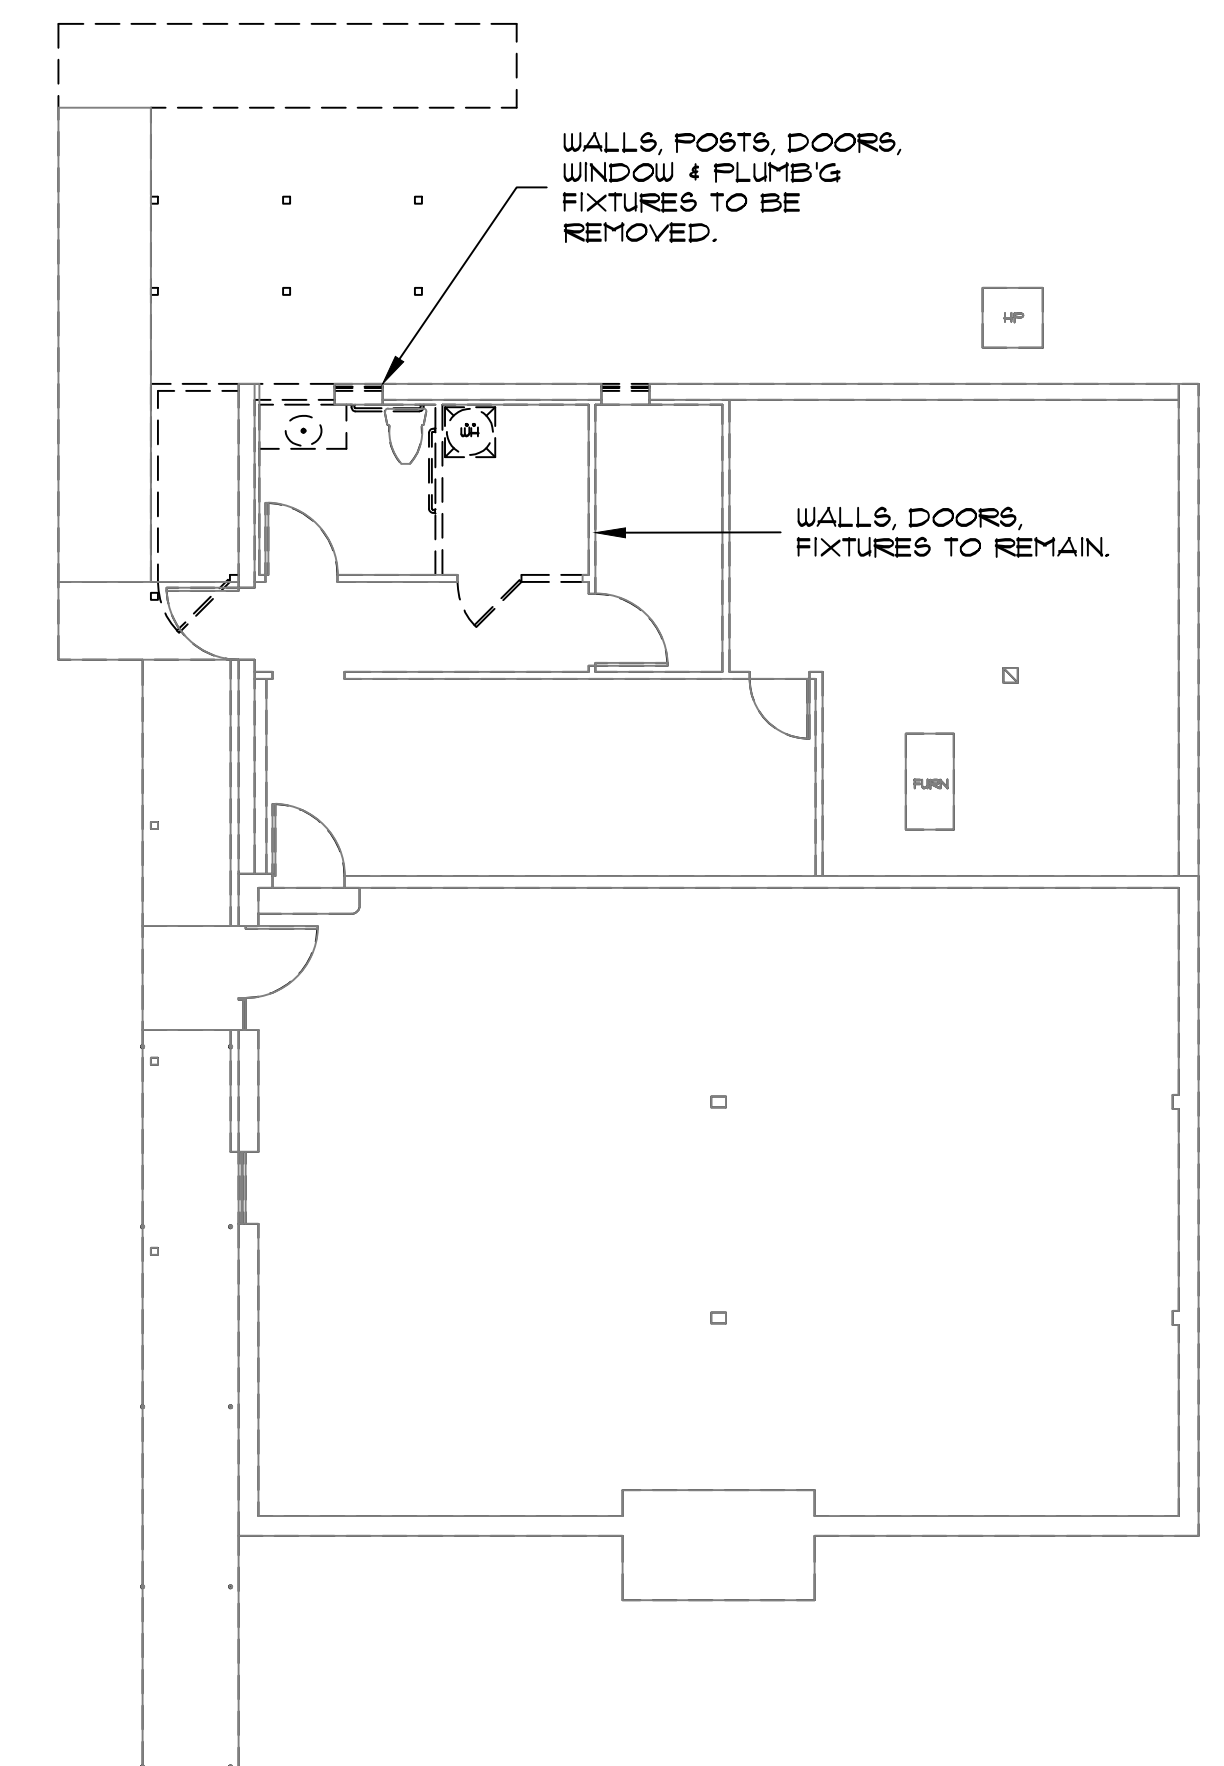 WALLS, POSTS, DOORS,
WINDOW & PLUMB'G
FIXTURES TO BE
REMOVED.
HP
WH
WALLS, DOORS,
FIXTURES TO REMAIN.
FURN